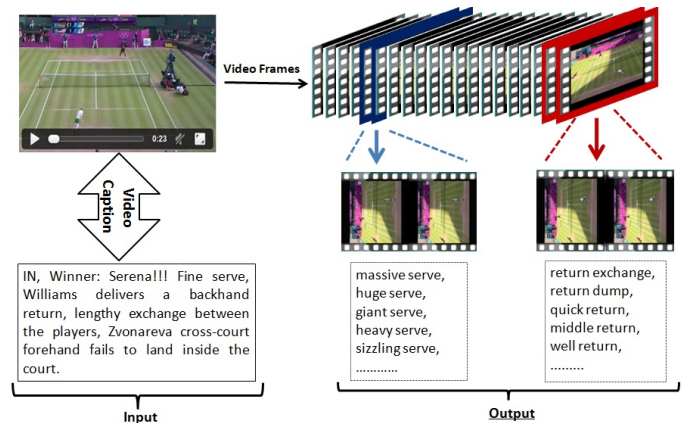 Video Frames
0:23
Video
Caption
IN, Winner: Serena!!! Fine serve,
Williams delivers a backhand
return, lengthy exchange between
the players, Zvonareva cross-court
forehand fails to land inside the
court.
Input
massive serve,
huge serve,
giant serve,
heavy serve,
sizzling serve,
…………
return exchange,
return dump,
quick return,
middle return,
well return,
………
Output